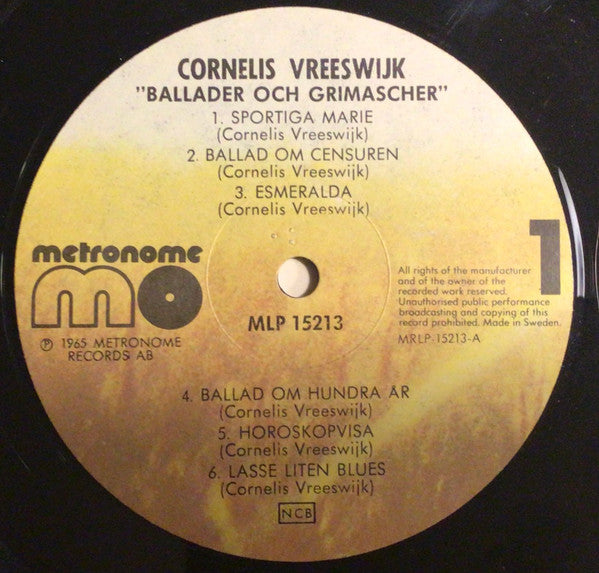 CORNELIS VREESWIJK
"BALLADER OCH GRIMASCHER"
1. SPORTIGA MARIE
(Cornelis Vreeswijk)
2. BALLAD OM CENSUREN
(Cornelis Vreeswijk)
3. ESMERALDA
(Cornelis Vreeswijk)
metronome
mo
℗ 1965 METRONOME
RECORDS AB
MLP 15213
1
All rights of the manufacturer
and of the owner of the
recorded work reserved.
Unauthorised public performance
broadcasting and copying of this
record prohibited. Made in Sweden.
MRLP-15213-A
4. BALLAD OM HUNDRA ÅR
(Cornelis Vreeswijk)
5. HOROSKOPVISA
(Cornelis Vreeswijk)
6. LASSE LITEN BLUES
(Cornelis Vreeswijk)
NCB